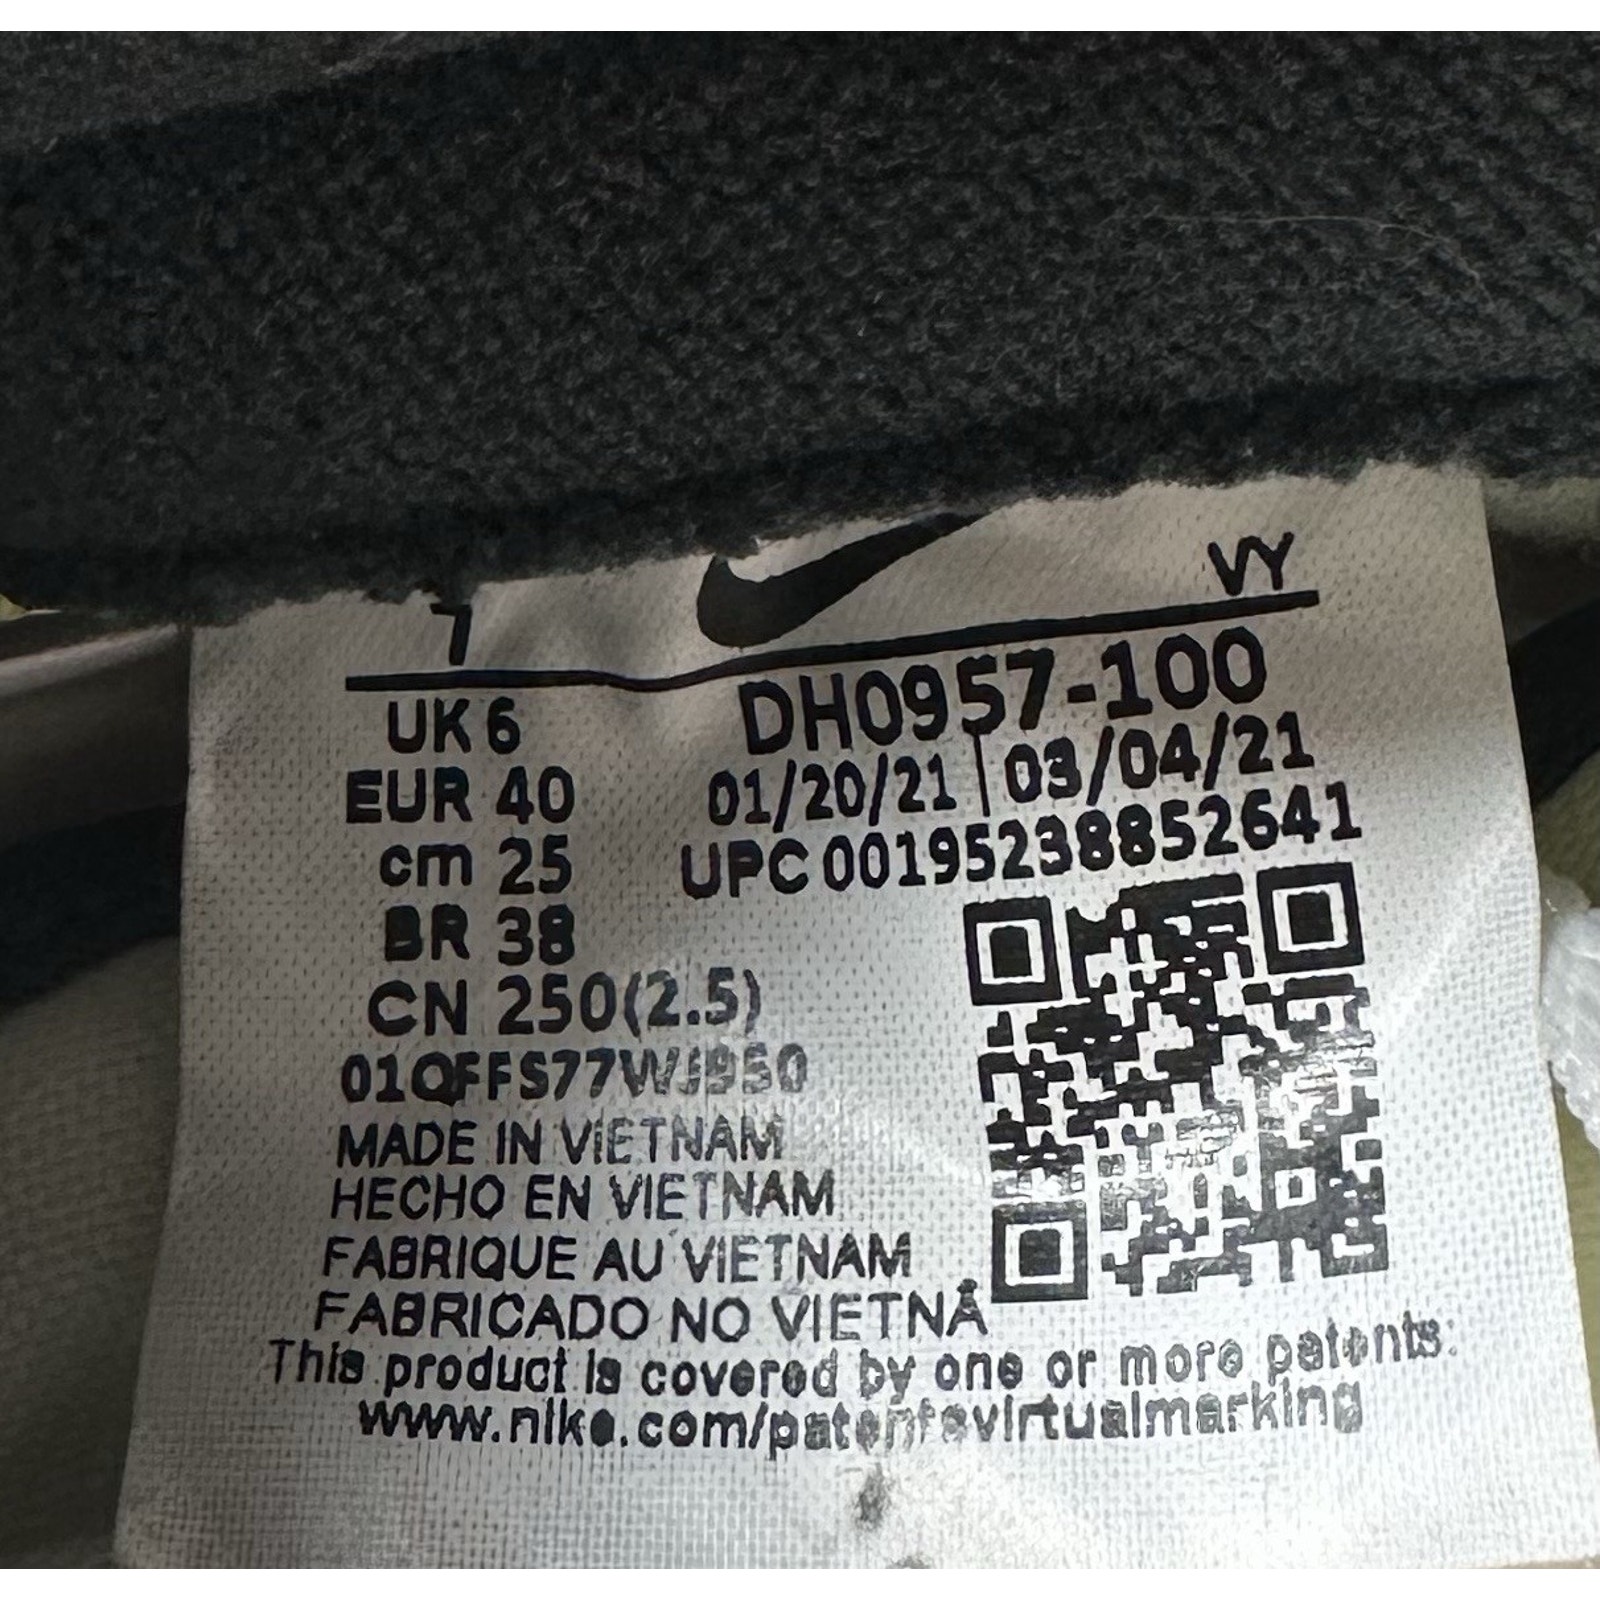 7
VY
UK 6
DH0957-100
EUR 40
01/20/21 | 03/04/21
cm 25
UPC 00195238852641
BR 38
CN 250(2.5)
01QFFS77WJ950
MADE IN VIETNAM
HECHO EN VIETNAM
FABRIQUE AU VIETNAM
FABRICADO NO VIETNÃ
This product is covered by one or more patents:
www.nike.com/patentsvirtualmarking